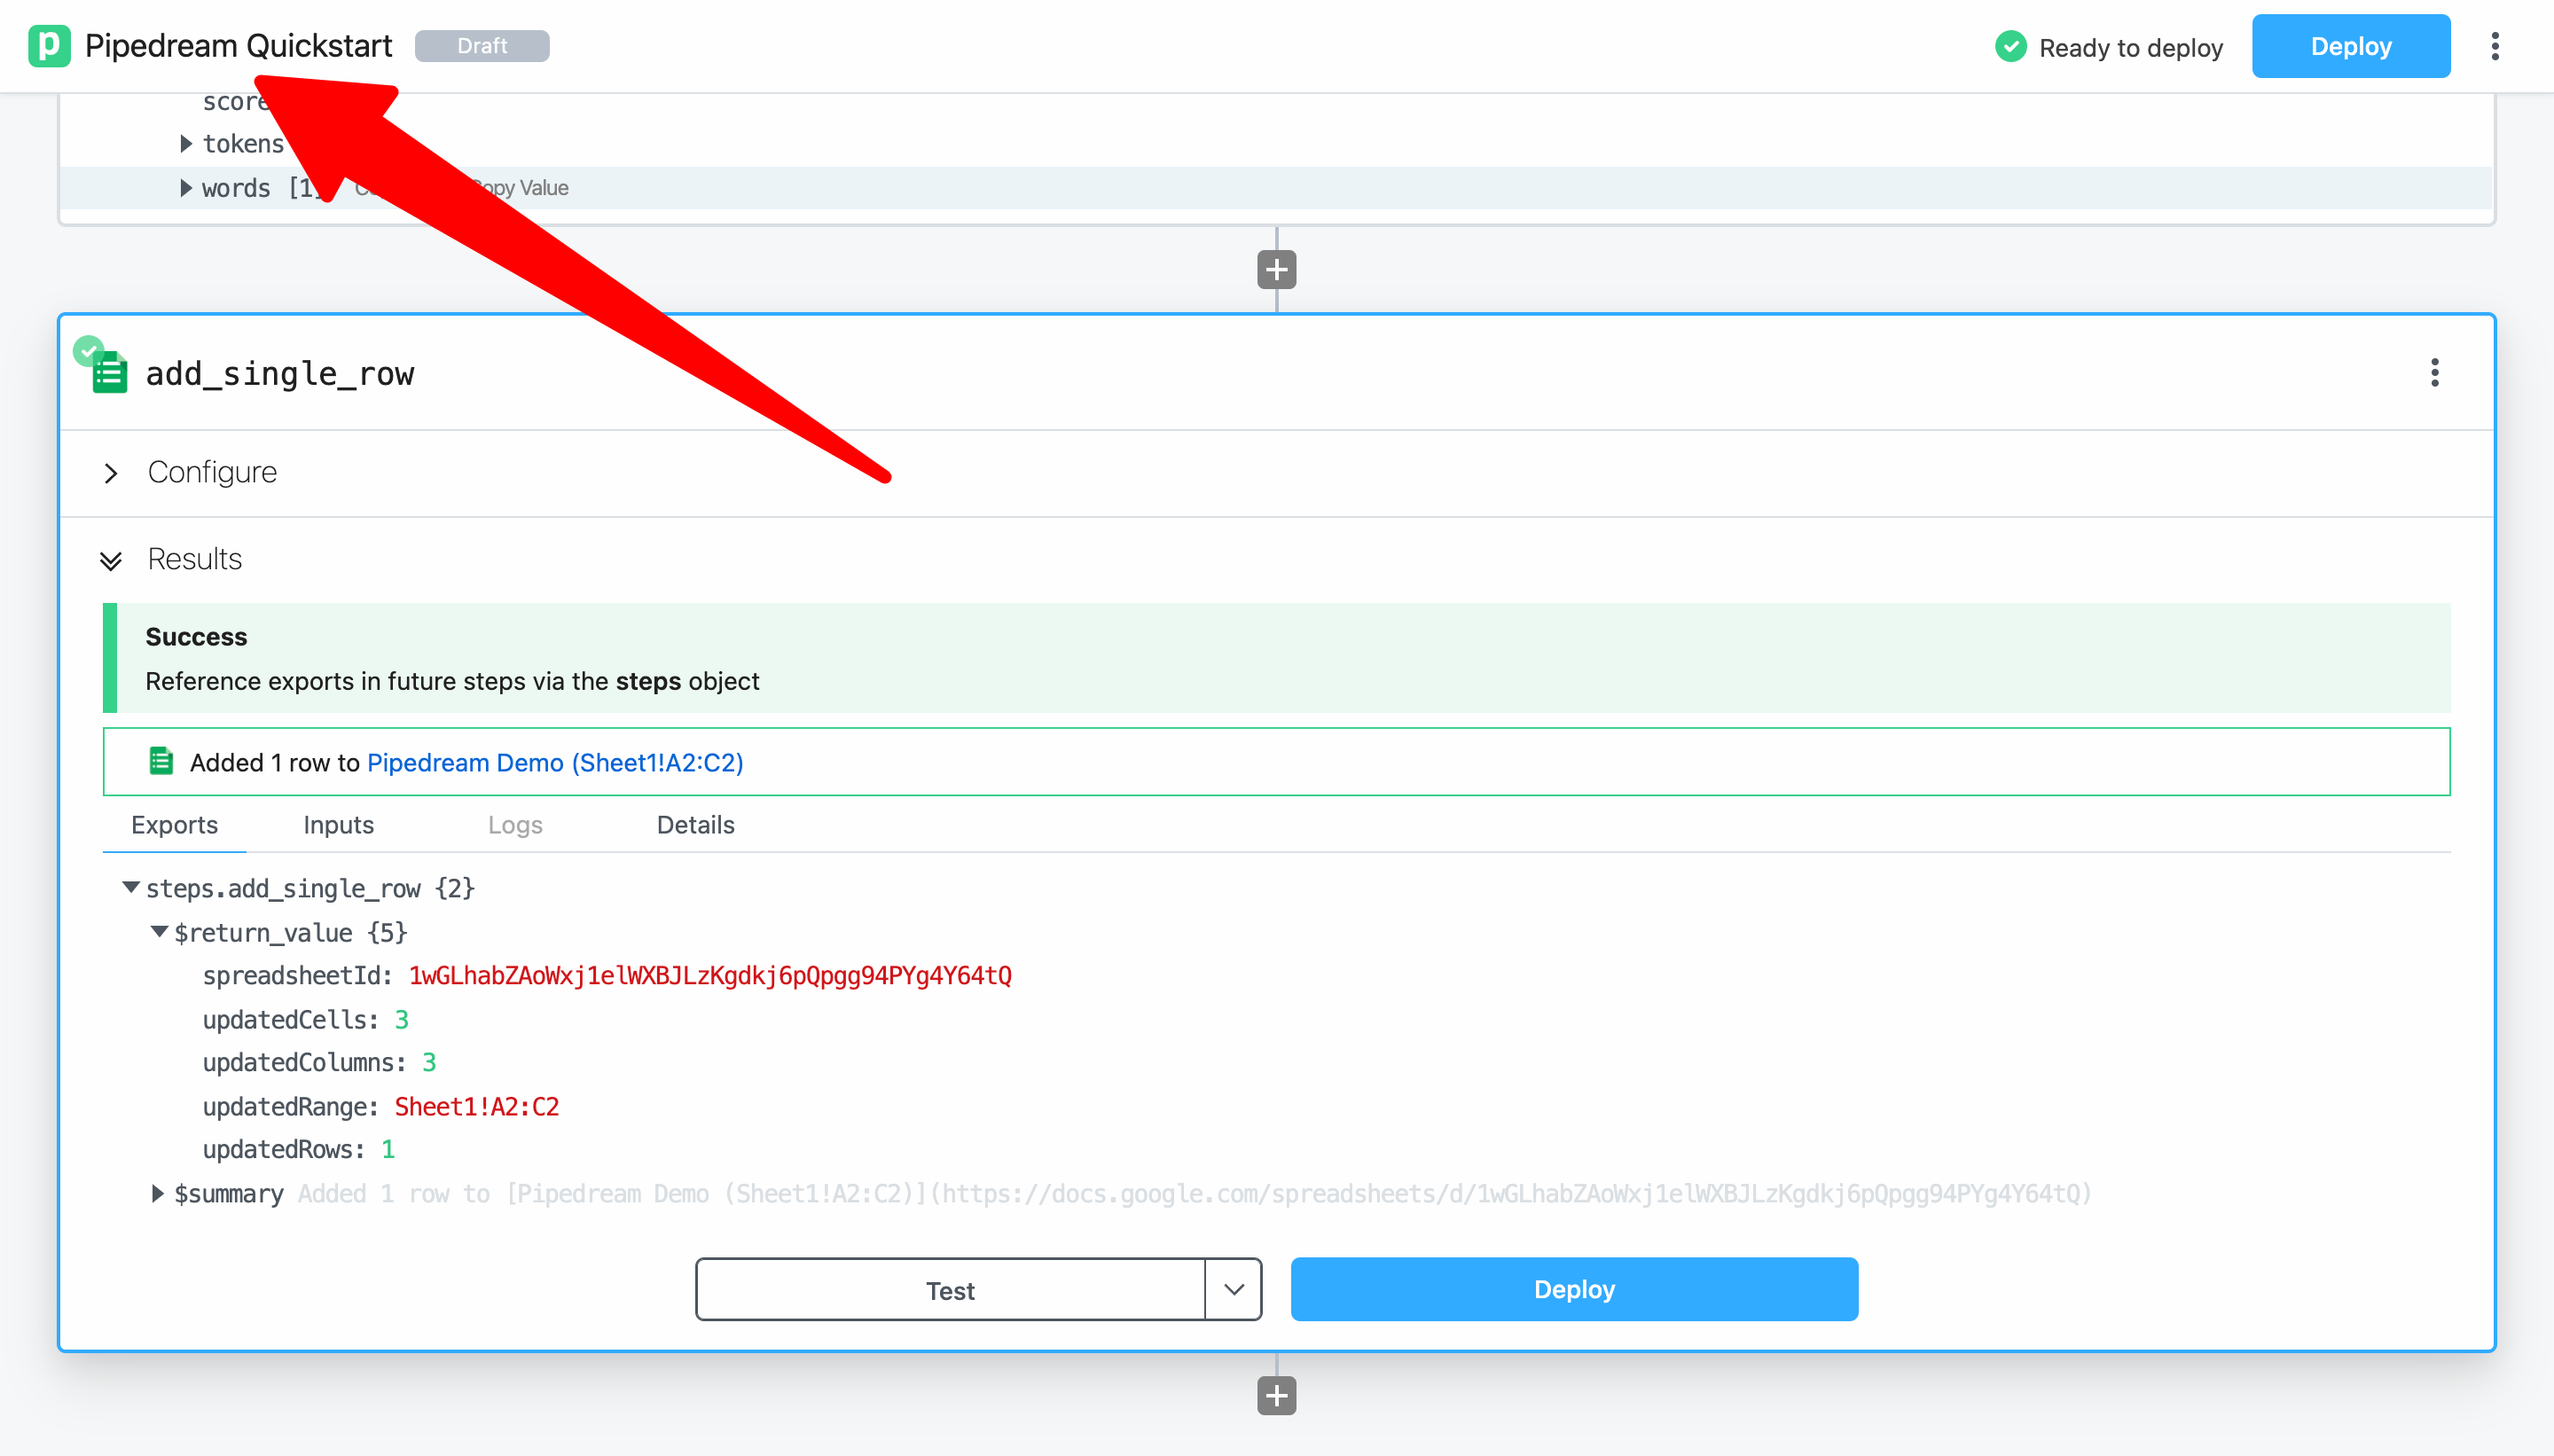 p Pipedream Quickstart Draft Ready to deploy Deploy
score
tokens
words [1] Copy Value
add_single_row
Configure
Results
Success
Reference exports in future steps via the steps object
Added 1 row to Pipedream Demo (Sheet1!A2:C2)
Exports Inputs Logs Details
steps.add_single_row {2}
$return_value {5}
spreadsheetId: 1wGLhabZAoWxj1elWXBJLzKgdkj6pQpgg94PYg4Y64tQ
updatedCells: 3
updatedColumns: 3
updatedRange: Sheet1!A2:C2
updatedRows: 1
$summary Added 1 row to [Pipedream Demo (Sheet1!A2:C2)](https://docs.google.com/spreadsheets/d/1wGLhabZAoWxj1elWXBJLzKgdkj6pQpgg94PYg4Y64tQ)
Test Deploy